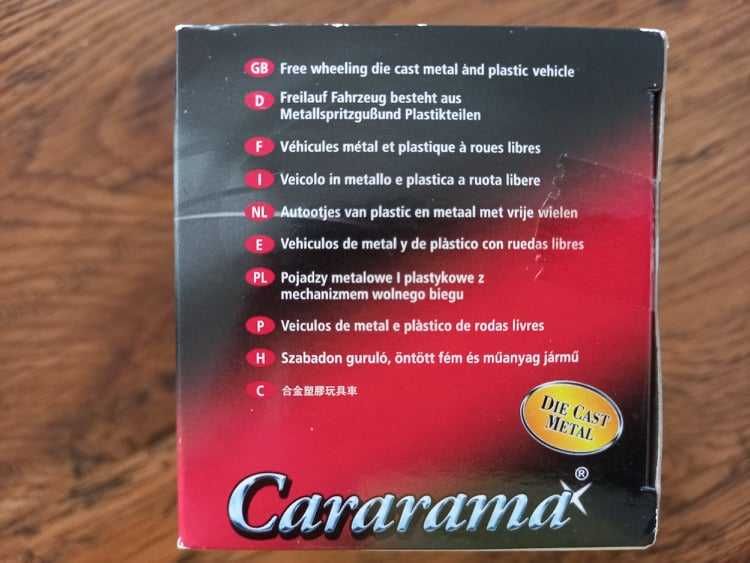 GB Free wheeling die cast metal ànd plastic vehicle
D Freilauf Fahrzeug besteht aus
Metallspritzgußund Plastikteilen
F Véhicules métal et plastique à roues libres
I Veicolo in metallo e plastica a ruota libere
NL Autootjes van plastic en metaal met vrije wielen
E Vehiculos de metal y de plàstico con ruedas libres
PL Pojadzy metalowe I plastykowe z
mechanizmem wolnego biegu
P Veiculos de metal e plàstico de rodas livres
H Szabadon guruló, öntött fém és műanyag jármű
C 合金塑膠玩具車
DIE CAST
METAL
Cararama®